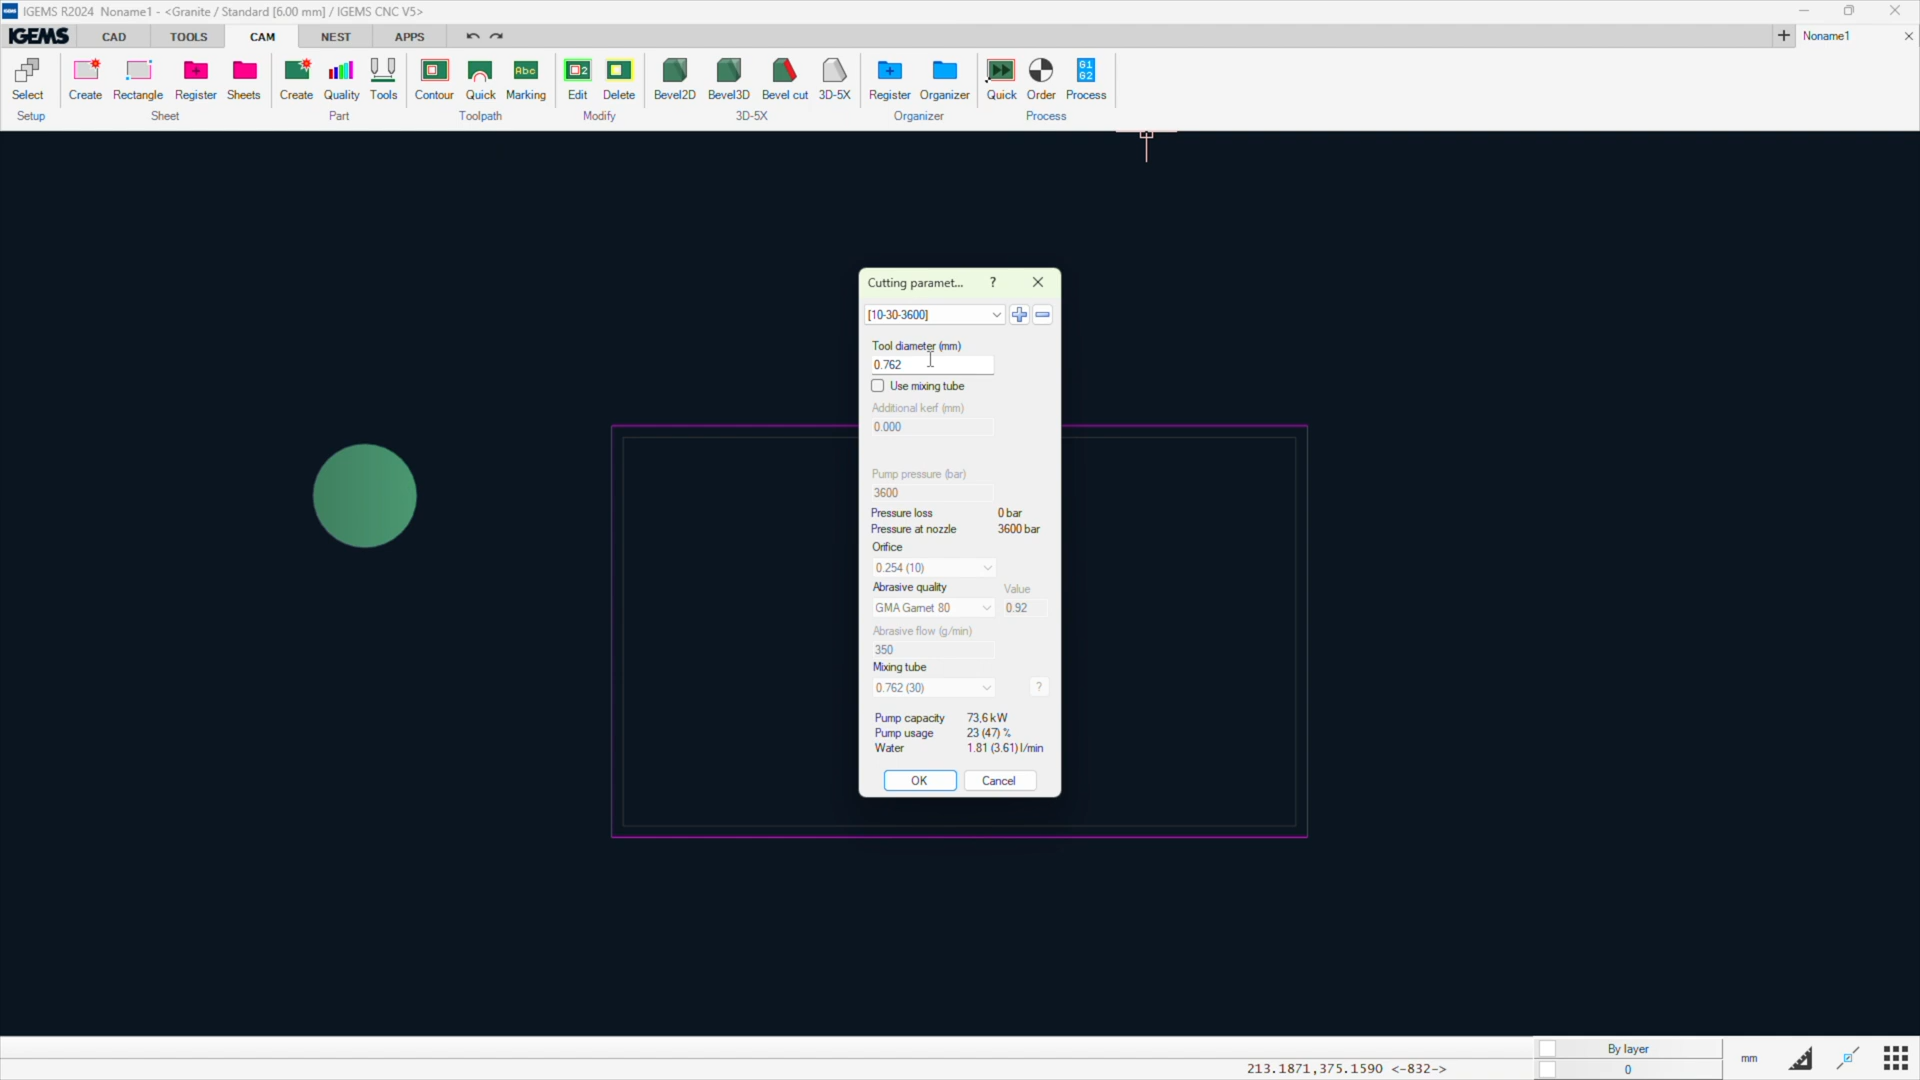 IGEMS R2024 Noname1 - <Granite / Standard [6.00 mm] / IGEMS CNC V5>
IGEMS CAD TOOLS CAM NEST APPS + Noname1
Abc 2 G1 G2
Select Create Rectangle Register Sheets Create Quality Tools Contour Quick Marking Edit Delete Bevel2D Bevel3D Bevel cut 3D-5X Register Organizer Quick Order Process
Setup Sheet Part Toolpath Modify 3D-5X Organizer Process
Cutting paramet... ?
[10-30-3600]
Tool diameter (mm)
0.762
Use mixing tube
Additional kerf (mm)
0.000
Pump pressure (bar)
3600
Pressure loss 0 bar
Pressure at nozzle 3600 bar
Orifice
0.254 (10)
Abrasive quality Value
GMA Garnet 80 0.92
Abrasive flow (g/min)
350
Mixing tube
0.762 (30) ?
Pump capacity 73,6 kW
Pump usage 23 (47) %
Water 1.81 (3.61) l/min
OK Cancel
By layer mm
213.1871,375.1590 <-832-> 0